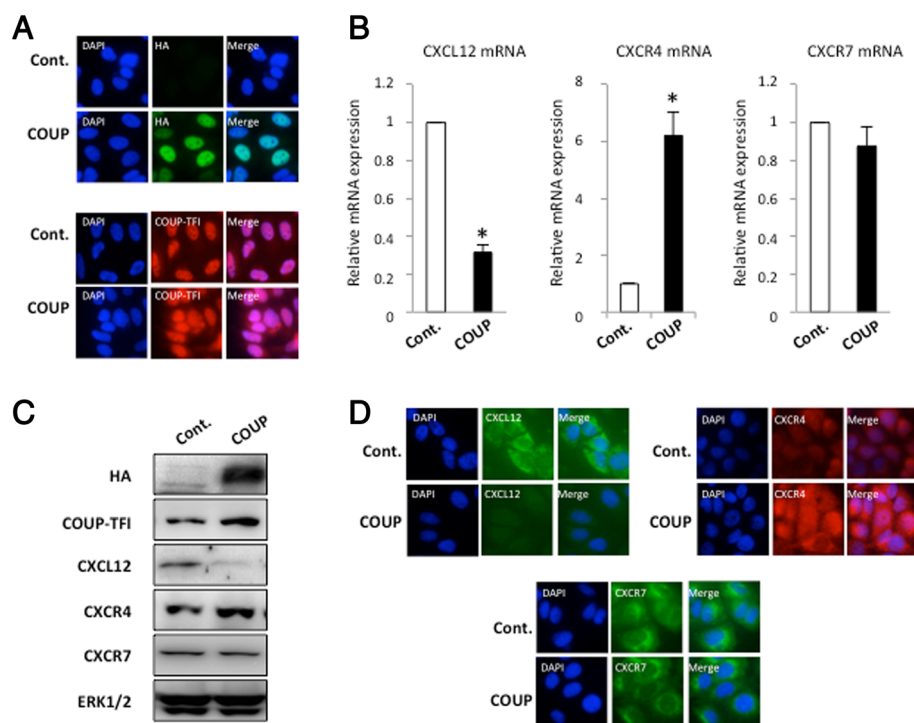 A
DAPI HA Merge
Cont.
DAPI HA Merge
COUP
DAPI COUP-TFI Merge
Cont.
DAPI COUP-TFI Merge
COUP
B
CXCL12 mRNA
Relative mRNA expression
1.2
1
0.8
0.6
0.4
0.2
0
*
Cont. COUP
CXCR4 mRNA
Relative mRNA expression
8
6
4
2
0
*
Cont. COUP
CXCR7 mRNA
Relative mRNA expression
1.2
1
0.8
0.6
0.4
0.2
0
Cont. COUP
C
Cont. COUP
HA
COUP-TFI
CXCL12
CXCR4
CXCR7
ERK1/2
D
DAPI CXCL12 Merge
Cont.
DAPI CXCL12 Merge
COUP
DAPI CXCR4 Merge
Cont.
DAPI CXCR4 Merge
COUP
DAPI CXCR7 Merge
Cont.
DAPI CXCR7 Merge
COUP